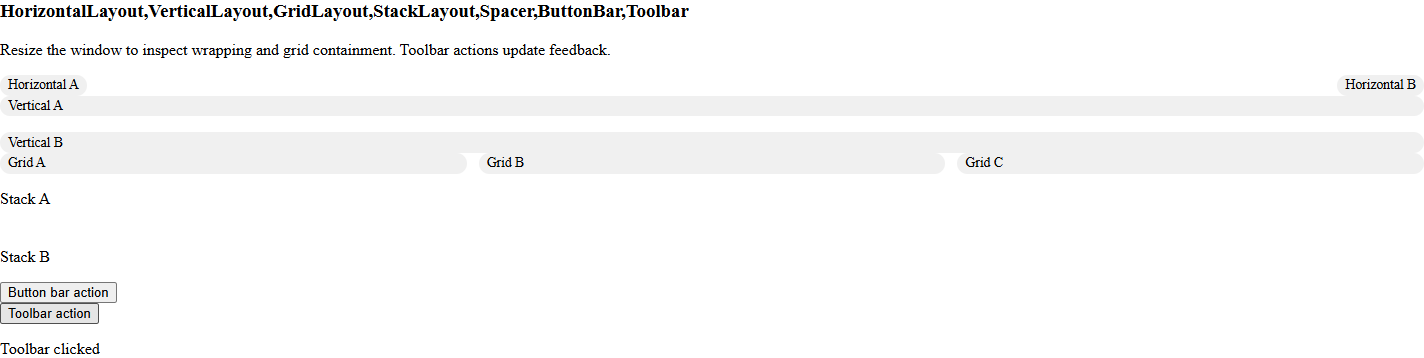 HorizontalLayout,VerticalLayout,GridLayout,StackLayout,Spacer,ButtonBar,Toolbar
Resize the window to inspect wrapping and grid containment. Toolbar actions update feedback.
Horizontal A Horizontal B
Vertical A
Vertical B
Grid A Grid B Grid C
Stack A
Stack B
Button bar action
Toolbar action
Toolbar clicked